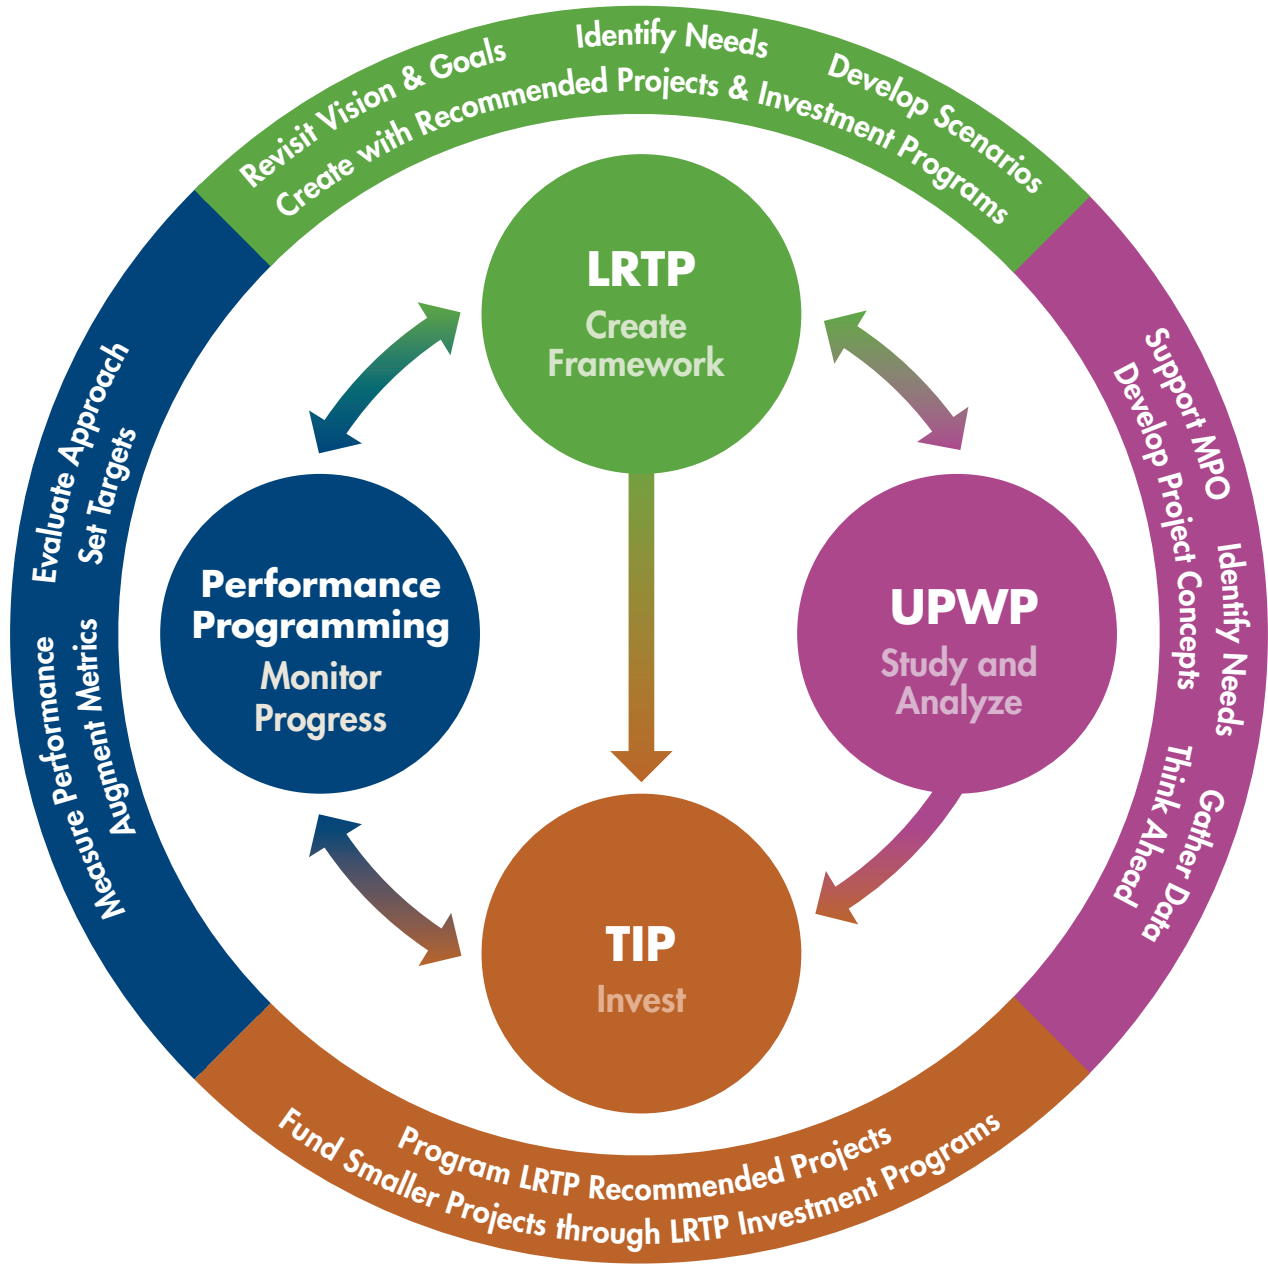 Revisit Vision & Goals
Identify Needs
Develop Scenarios
Create with Recommended Projects & Investment Programs
LRTP
Create
Framework
Evaluate Approach
Set Targets
Measure Performance
Augment Metrics
Performance
Programming
Monitor
Progress
UPWP
Study and
Analyze
Support MPO
Identify Needs
Gather Data
Develop Project Concepts
Think Ahead
TIP
Invest
Program LRTP Recommended Projects
Fund Smaller Projects through LRTP Investment Programs